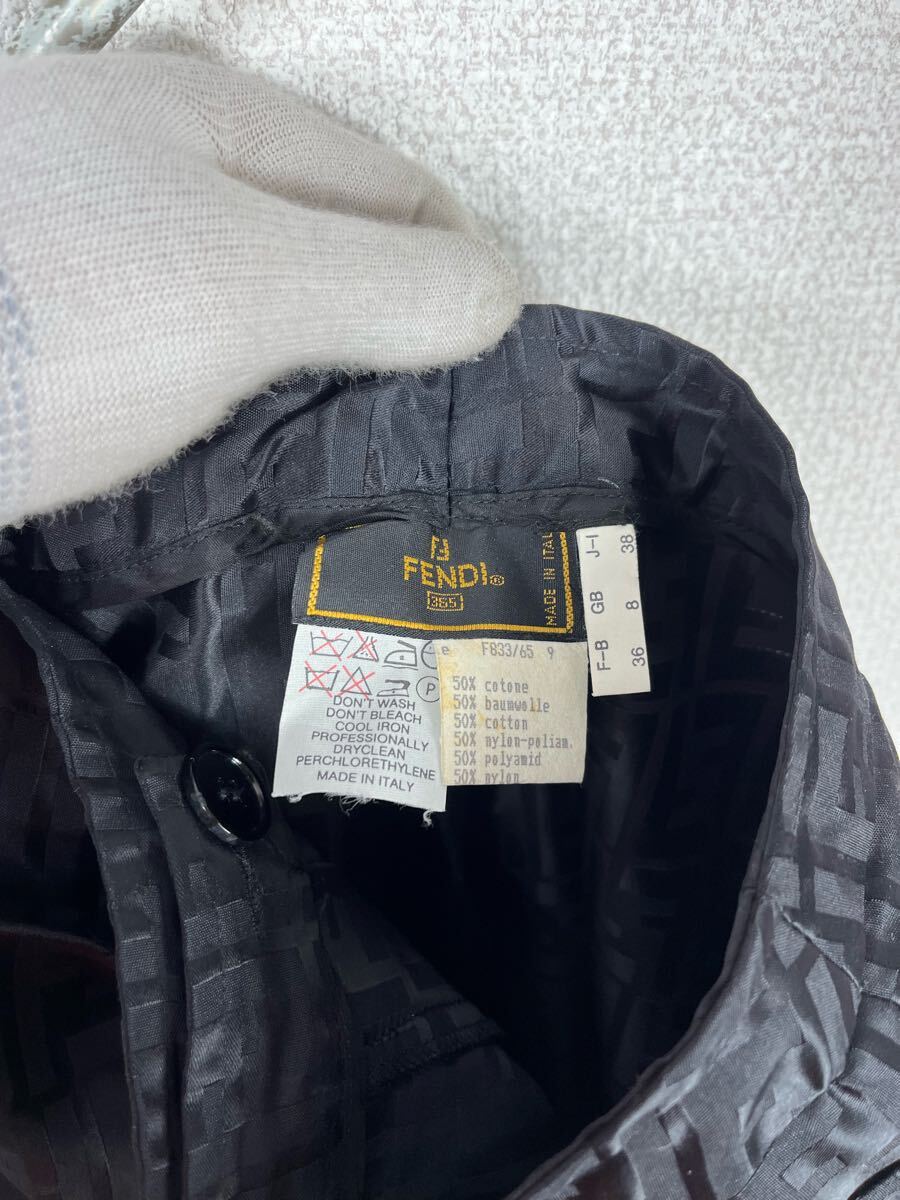 FENDI®
365
MADE IN ITAL
J-I 38
GB 8
F-B 36
P
DON'T WASH
DON'T BLEACH
COOL IRON
PROFESSIONALLY
DRYCLEAN
PERCHLORETHYLENE
MADE IN ITALY
e F833/65 9
50% cotone
50% baumwolle
50% cotton
50% nylon-poliam.
50% polyamid
50% nylon